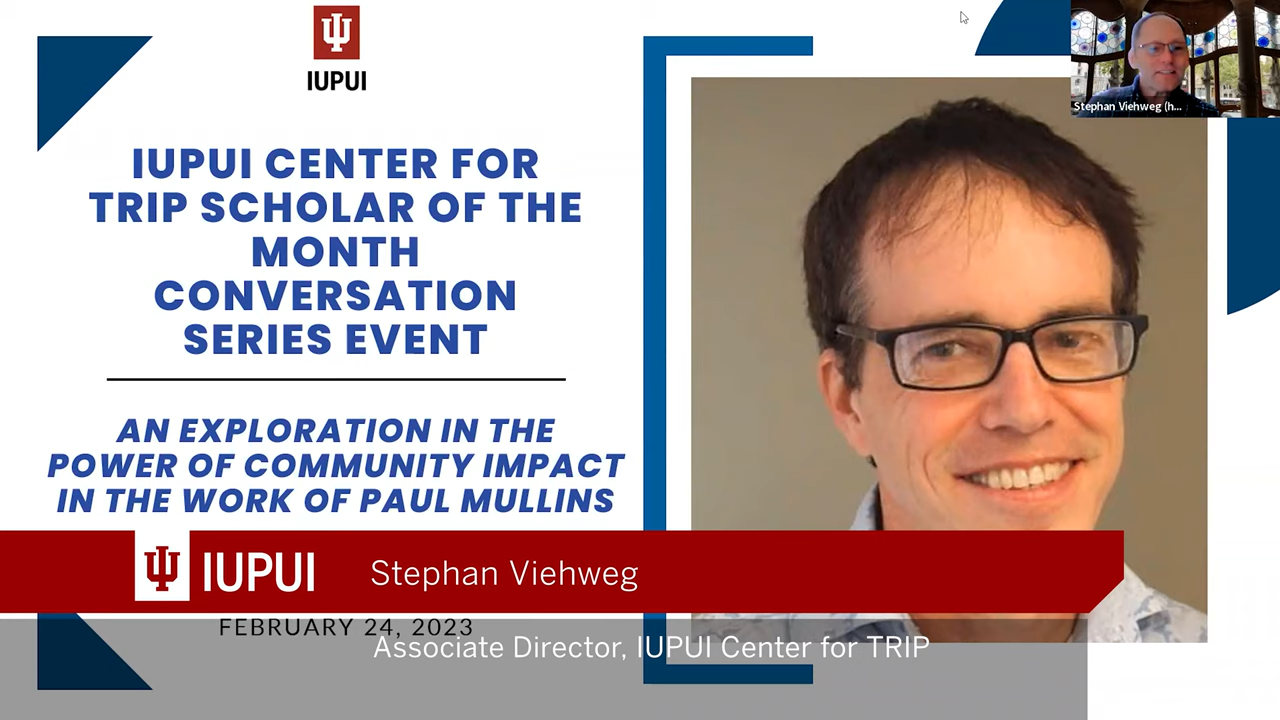 IUPUI
IUPUI CENTER FOR
TRIP SCHOLAR OF THE
MONTH
CONVERSATION
SERIES EVENT
AN EXPLORATION IN THE
POWER OF COMMUNITY IMPACT
IN THE WORK OF PAUL MULLINS
Stephan Viehweg (h...
IUPUI
Stephan Viehweg
FEBRUARY 24, 2023
Associate Director, IUPUI Center for TRIP